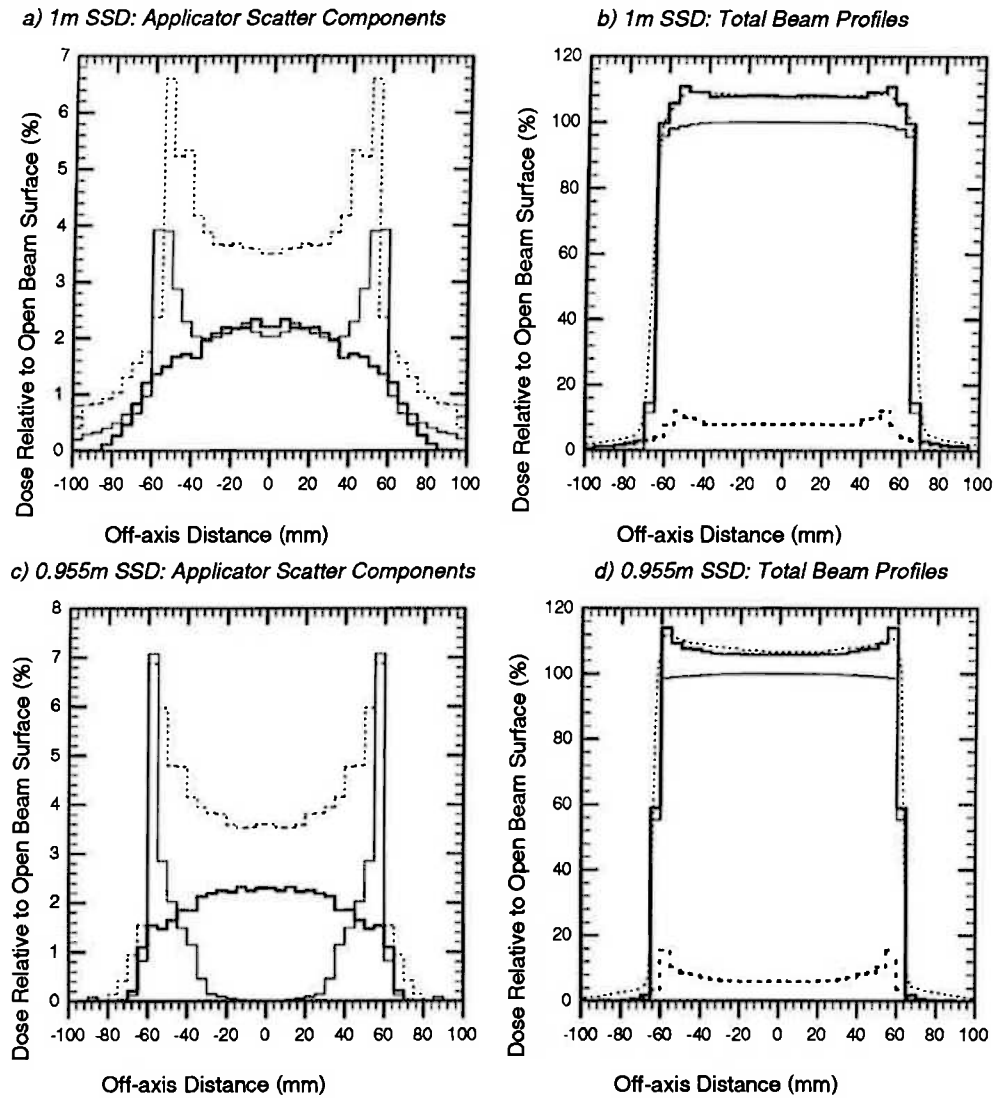 a) 1m SSD: Applicator Scatter Components
Dose Relative to Open Beam Surface (%)
7
6
5
4
3
2
1
0
-100 -80 -60 -40 -20 0 20 40 60 80 100
Off-axis Distance (mm)
b) 1m SSD: Total Beam Profiles
Dose Relative to Open Beam Surface (%)
120
100
80
60
40
20
0
-100 -80 -60 -40 -20 0 20 40 60 80 100
Off-axis Distance (mm)
c) 0.955m SSD: Applicator Scatter Components
Dose Relative to Open Beam Surface (%)
8
7
6
5
4
3
2
1
0
-100 -80 -60 -40 -20 0 20 40 60 80 100
Off-axis Distance (mm)
d) 0.955m SSD: Total Beam Profiles
Dose Relative to Open Beam Surface (%)
120
100
80
60
40
20
0
-100 -80 -60 -40 -20 0 20 40 60 80 100
Off-axis Distance (mm)